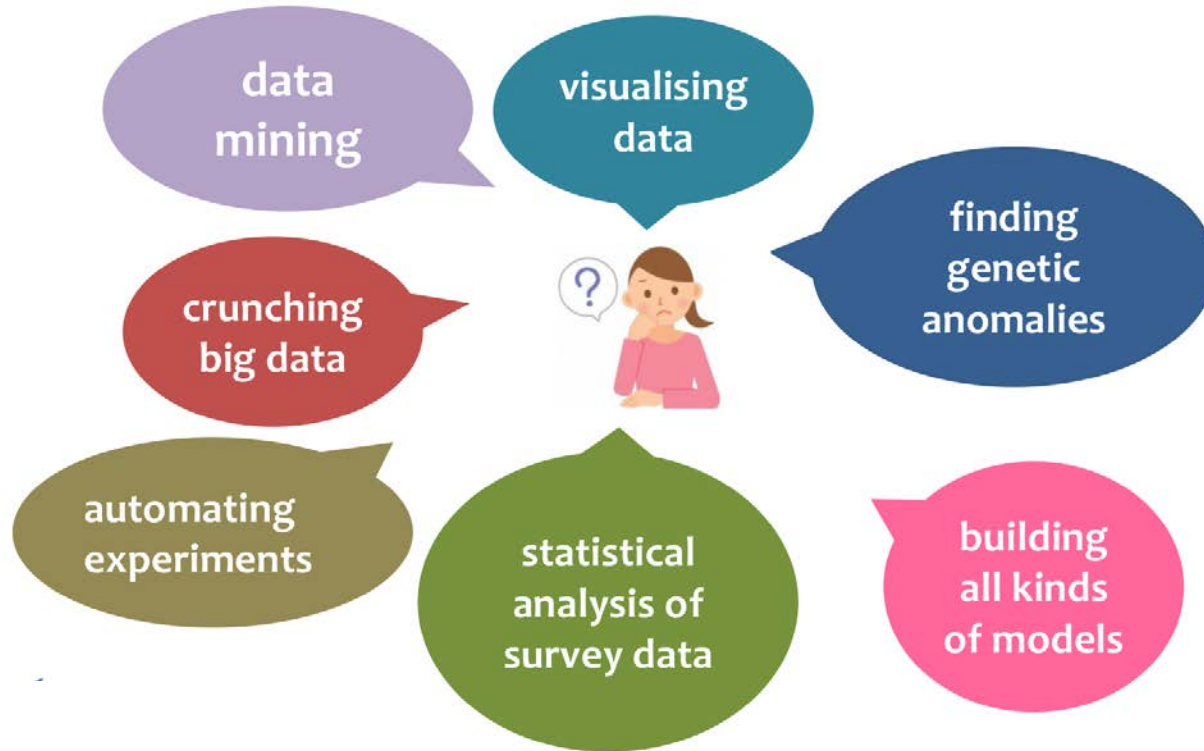 data
mining
visualising
data
finding
genetic
anomalies
crunching
big data
?
automating
experiments
statistical
analysis of
survey data
building
all kinds
of models